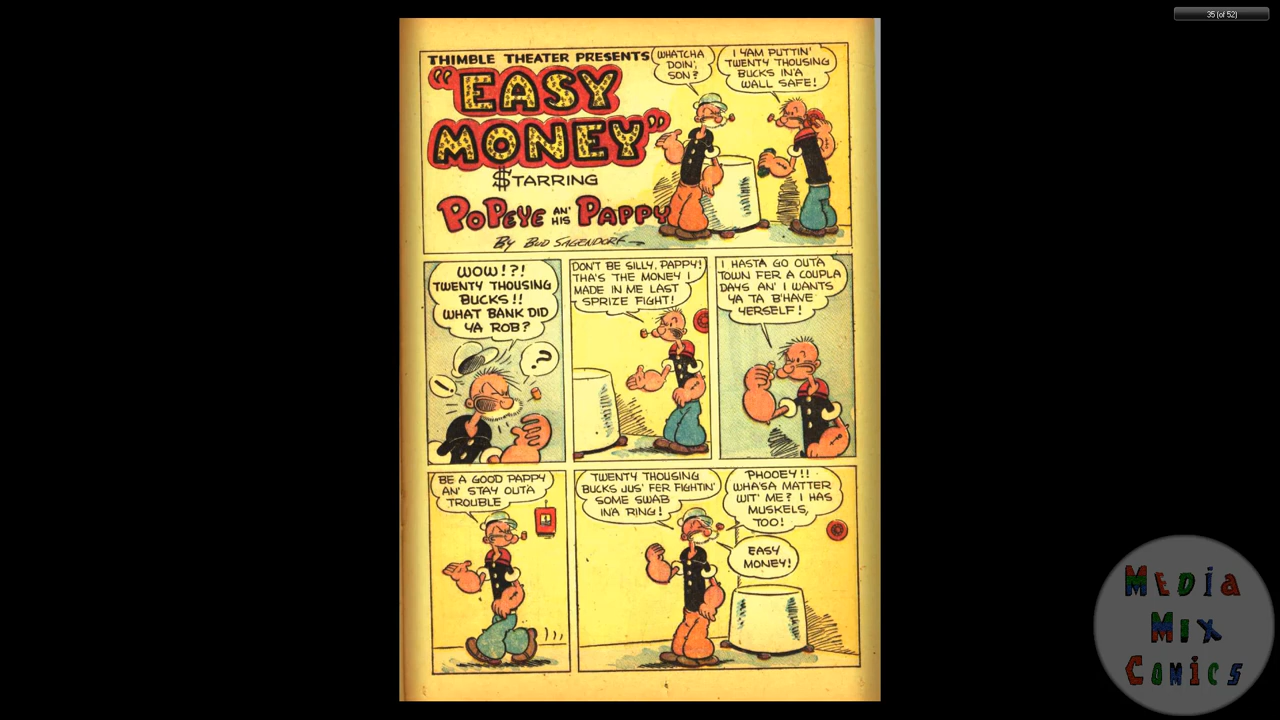 35 (of 52)
THIMBLE THEATER PRESENTS
"EASY
MONEY"
$TARRING
POPEYE AN' HIS PAPPY
By BUD SAGENDORF
WHATCHA
DOIN',
SON?
I YAM PUTTIN'
TWENTY THOUSING
BUCKS IN'A
WALL SAFE!
WOW!?!
TWENTY THOUSING
BUCKS!!
WHAT BANK DID
YA ROB?
!
?
DON'T BE SILLY, PAPPY!
THA'S THE MONEY I
MADE IN ME LAST
SPRIZE FIGHT!
I HASTA GO OUTA
TOWN FER A COUPLA
DAYS AN' I WANTS
YA TA B'HAVE
YERSELF!
BE A GOOD PAPPY
AN' STAY OUTA
TROUBLE
TWENTY THOUSING
BUCKS JUS' FER FIGHTIN'
SOME SWAB
IN'A RING!
PHOOEY!!
WHA'SA MATTER
WIT' ME? I HAS
MUSKELS,
TOO!
EASY
MONEY!
MEDIA
MIX
COMICS